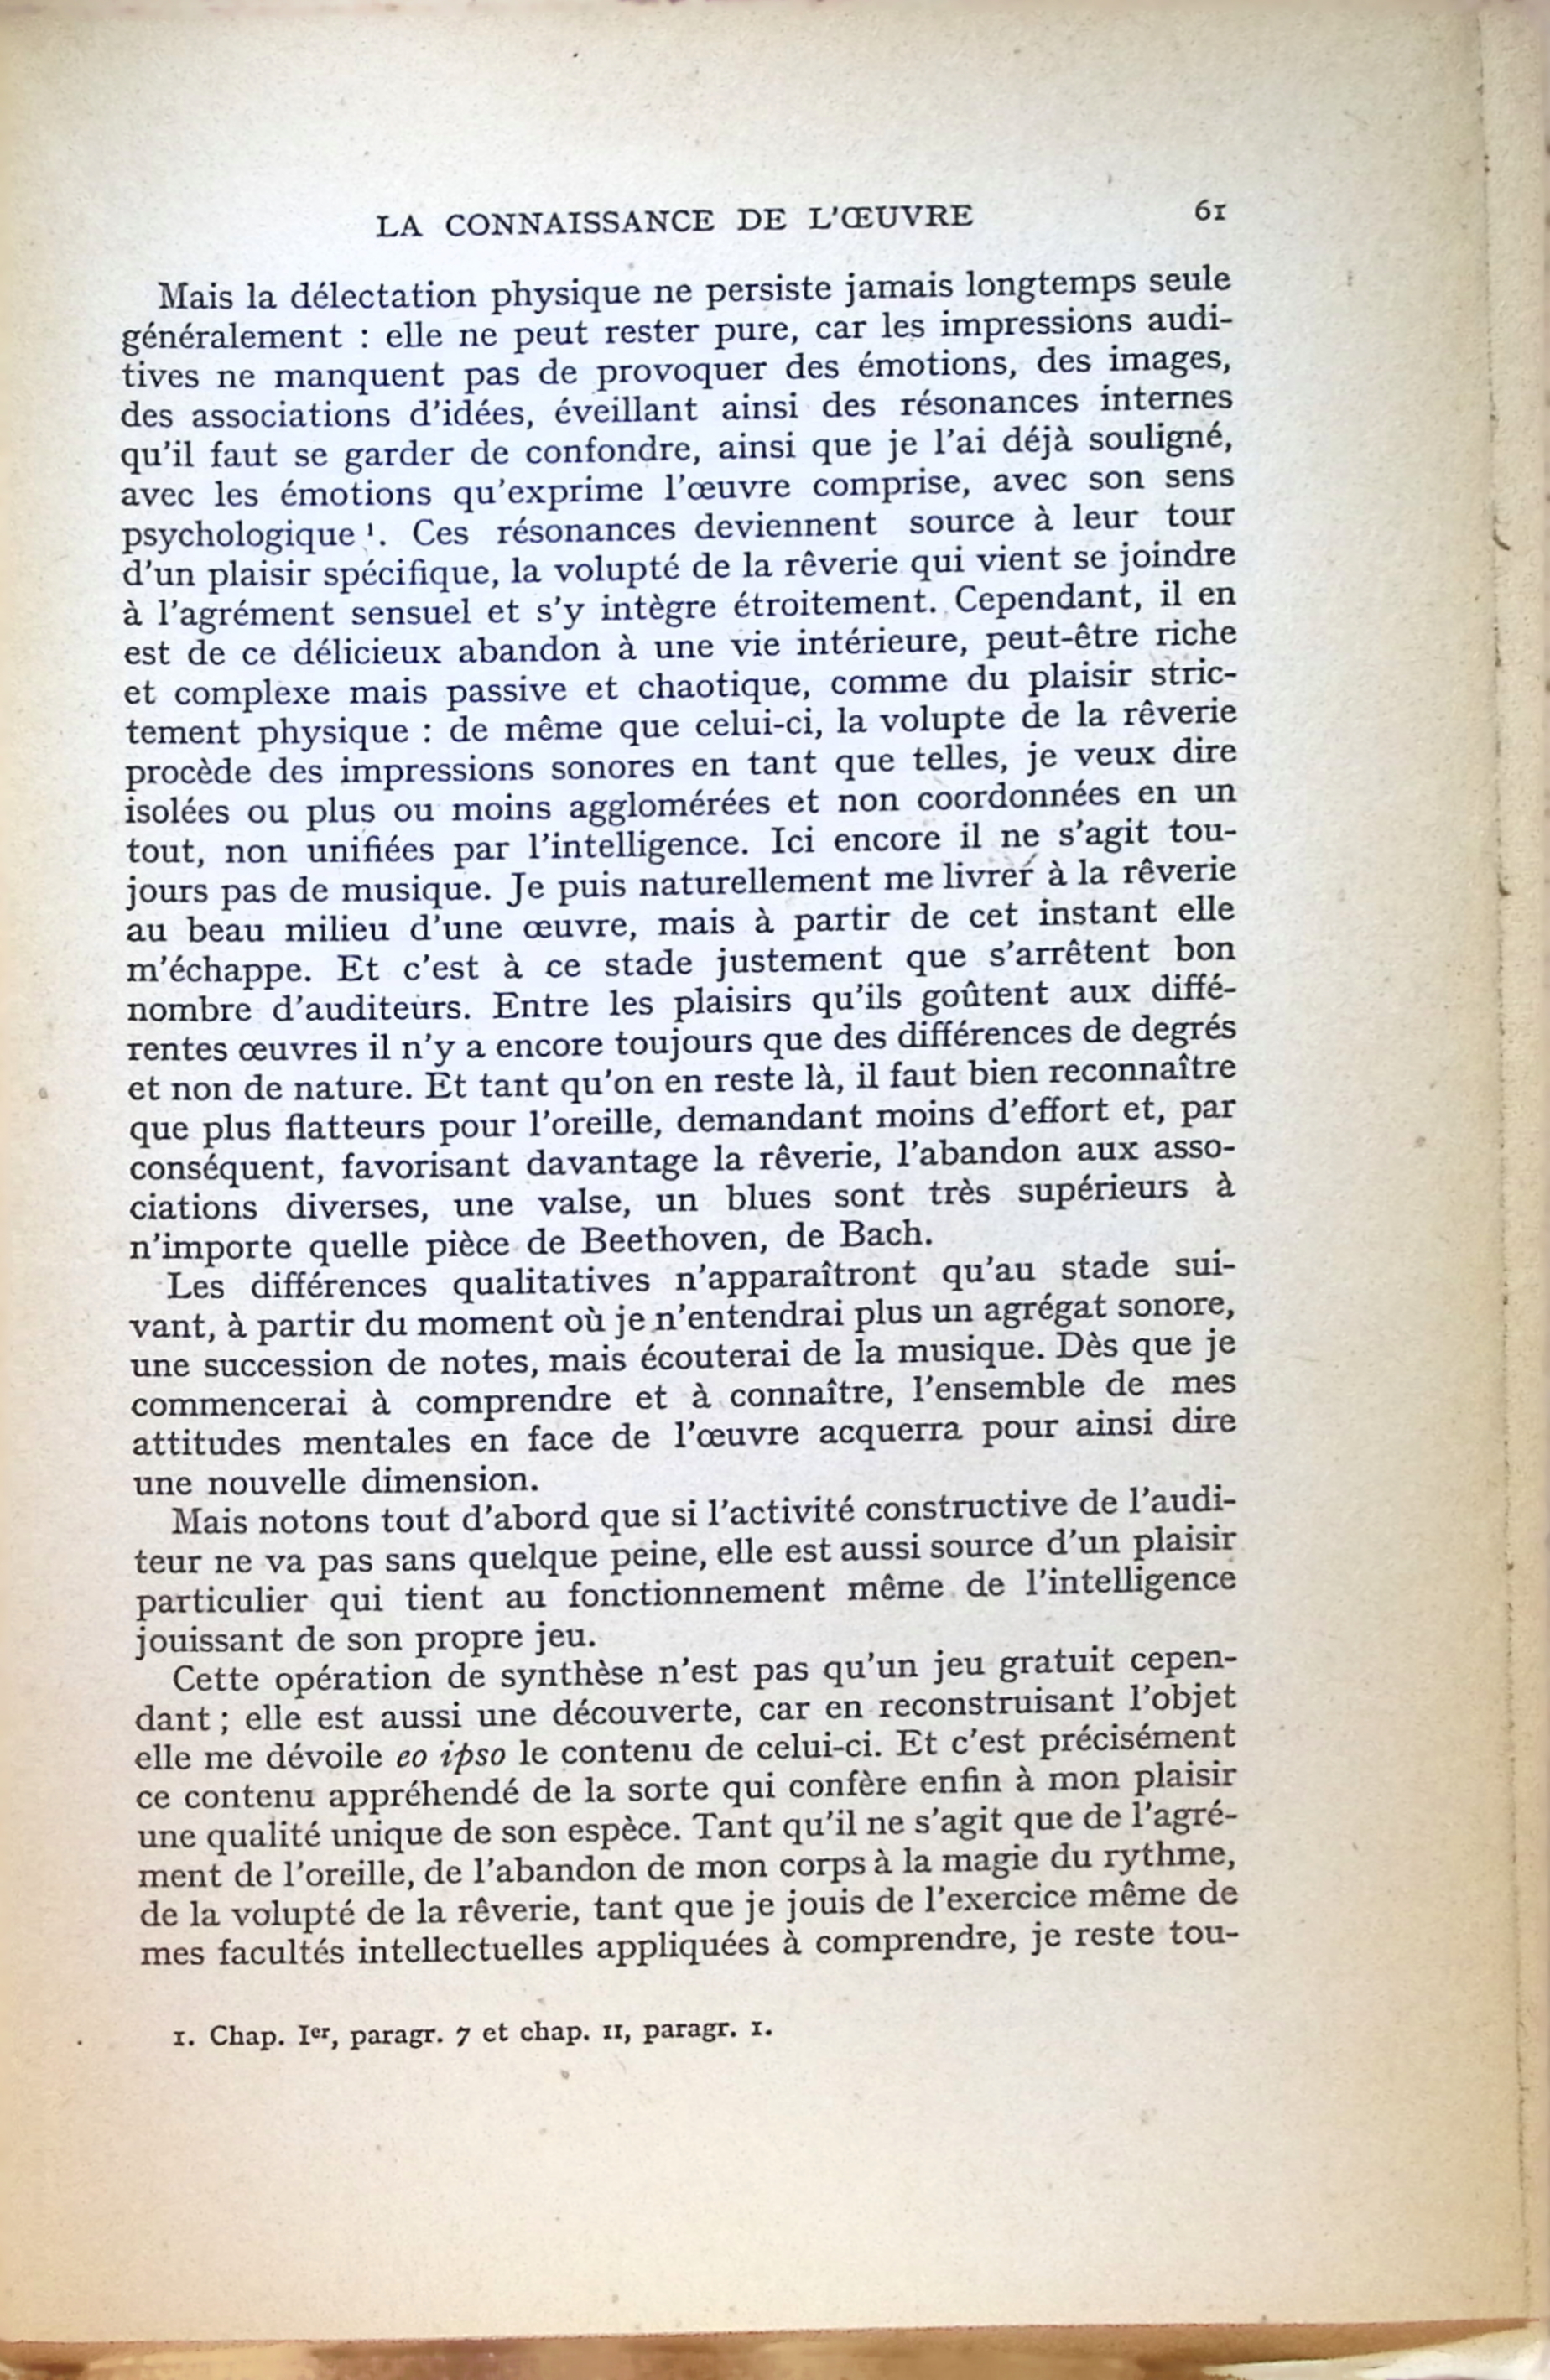 LA CONNAISSANCE DE L'ŒUVRE 61
Mais la délectation physique ne persiste jamais longtemps seule
généralement : elle ne peut rester pure, car les impressions audi-
tives ne manquent pas de provoquer des émotions, des images,
des associations d'idées, éveillant ainsi des résonances internes
qu'il faut se garder de confondre, ainsi que je l'ai déjà souligné,
avec les émotions qu'exprime l'œuvre comprise, avec son sens
psychologique ¹. Ces résonances deviennent source à leur tour
d'un plaisir spécifique, la volupté de la rêverie qui vient se joindre
à l'agrément sensuel et s'y intègre étroitement. Cependant, il en
est de ce délicieux abandon à une vie intérieure, peut-être riche
et complexe mais passive et chaotique, comme du plaisir stric-
tement physique : de même que celui-ci, la volupte de la rêverie
procède des impressions sonores en tant que telles, je veux dire
isolées ou plus ou moins agglomérées et non coordonnées en un
tout, non unifiées par l'intelligence. Ici encore il ne s'agit tou-
jours pas de musique. Je puis naturellement me livrer à la rêverie
au beau milieu d'une œuvre, mais à partir de cet instant elle
m'échappe. Et c'est à ce stade justement que s'arrêtent bon
nombre d'auditeurs. Entre les plaisirs qu'ils goûtent aux diffé-
rentes œuvres il n'y a encore toujours que des différences de degrés
et non de nature. Et tant qu'on en reste là, il faut bien reconnaître
que plus flatteurs pour l'oreille, demandant moins d'effort et, par
conséquent, favorisant davantage la rêverie, l'abandon aux asso-
ciations diverses, une valse, un blues sont très supérieurs à
n'importe quelle pièce de Beethoven, de Bach.
Les différences qualitatives n'apparaîtront qu'au stade sui-
vant, à partir du moment où je n'entendrai plus un agrégat sonore,
une succession de notes, mais écouterai de la musique. Dès que je
commencerai à comprendre et à connaître, l'ensemble de mes
attitudes mentales en face de l'œuvre acquerra pour ainsi dire
une nouvelle dimension.
Mais notons tout d'abord que si l'activité constructive de l'audi-
teur ne va pas sans quelque peine, elle est aussi source d'un plaisir
particulier qui tient au fonctionnement même de l'intelligence
jouissant de son propre jeu.
Cette opération de synthèse n'est pas qu'un jeu gratuit cepen-
dant ; elle est aussi une découverte, car en reconstruisant l'objet
elle me dévoile eo ipso le contenu de celui-ci. Et c'est précisément
ce contenu appréhendé de la sorte qui confère enfin à mon plaisir
une qualité unique de son espèce. Tant qu'il ne s'agit que de l'agré-
ment de l'oreille, de l'abandon de mon corps à la magie du rythme,
de la volupté de la rêverie, tant que je jouis de l'exercice même de
mes facultés intellectuelles appliquées à comprendre, je reste tou-
1. Chap. Ier, paragr. 7 et chap. II, paragr. 1.